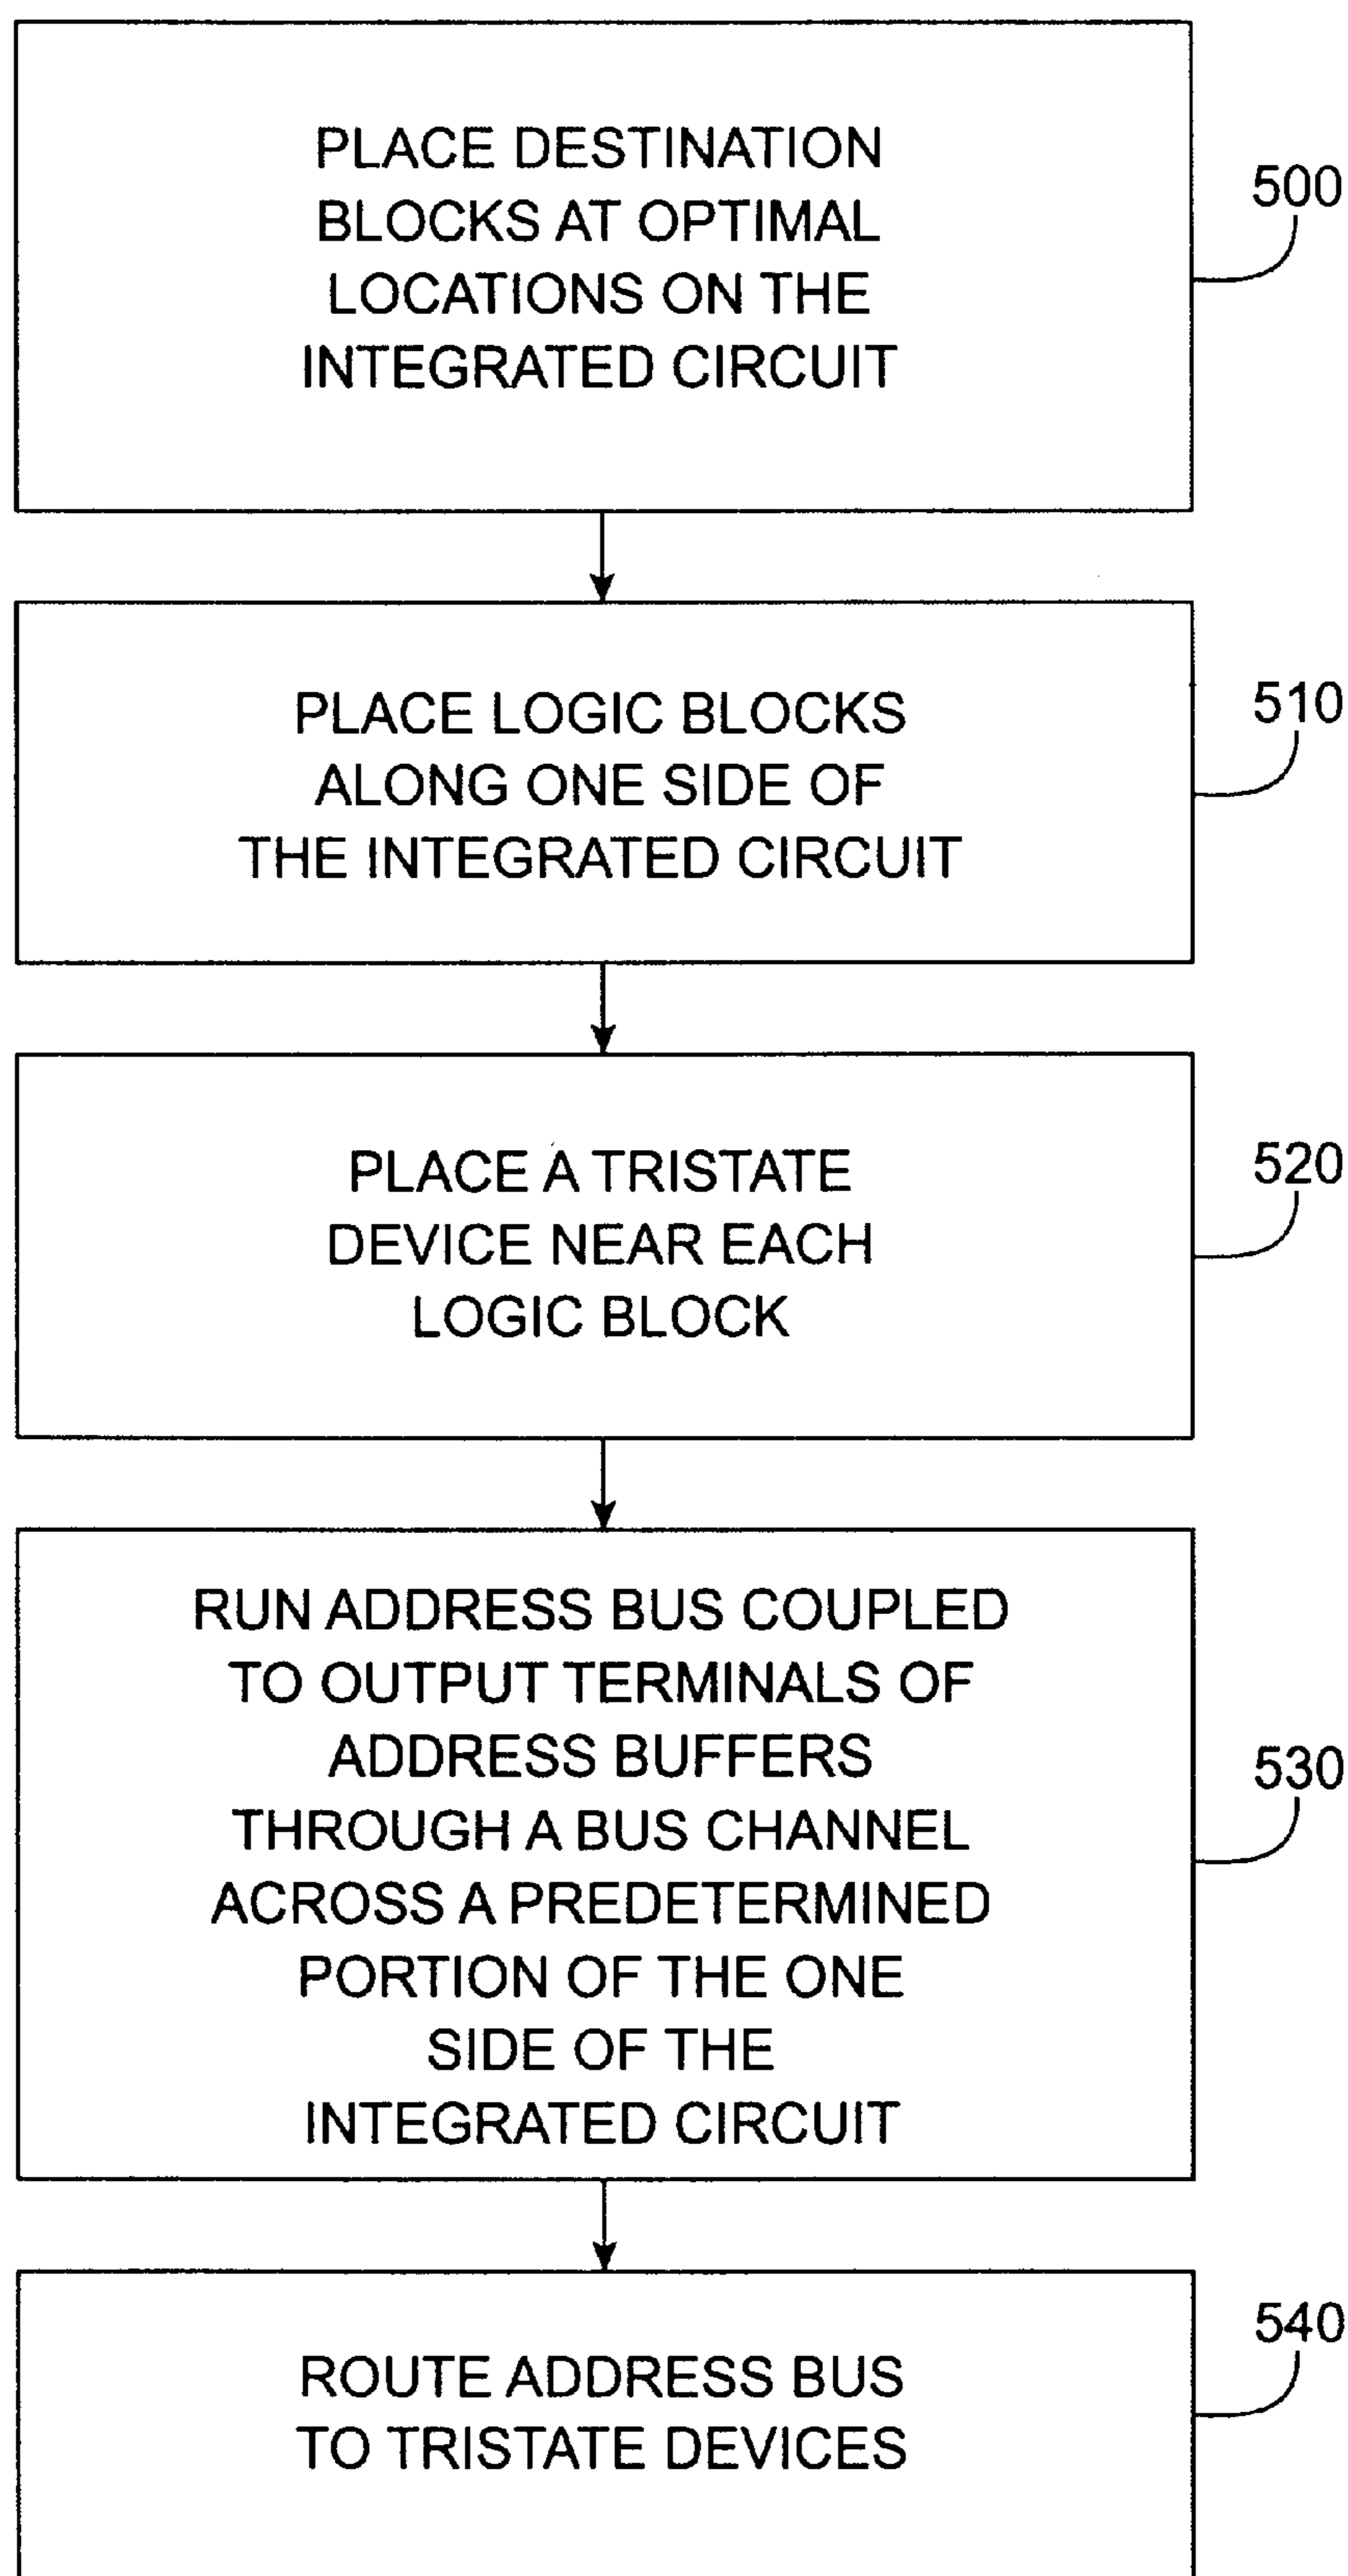 PLACE DESTINATION
BLOCKS AT OPTIMAL
LOCATIONS ON THE
INTEGRATED CIRCUIT
500
PLACE LOGIC BLOCKS
ALONG ONE SIDE OF
THE INTEGRATED CIRCUIT
510
PLACE A TRISTATE
DEVICE NEAR EACH
LOGIC BLOCK
520
RUN ADDRESS BUS COUPLED
TO OUTPUT TERMINALS OF
ADDRESS BUFFERS
THROUGH A BUS CHANNEL
ACROSS A PREDETERMINED
PORTION OF THE ONE
SIDE OF THE
INTEGRATED CIRCUIT
530
ROUTE ADDRESS BUS
TO TRISTATE DEVICES
540